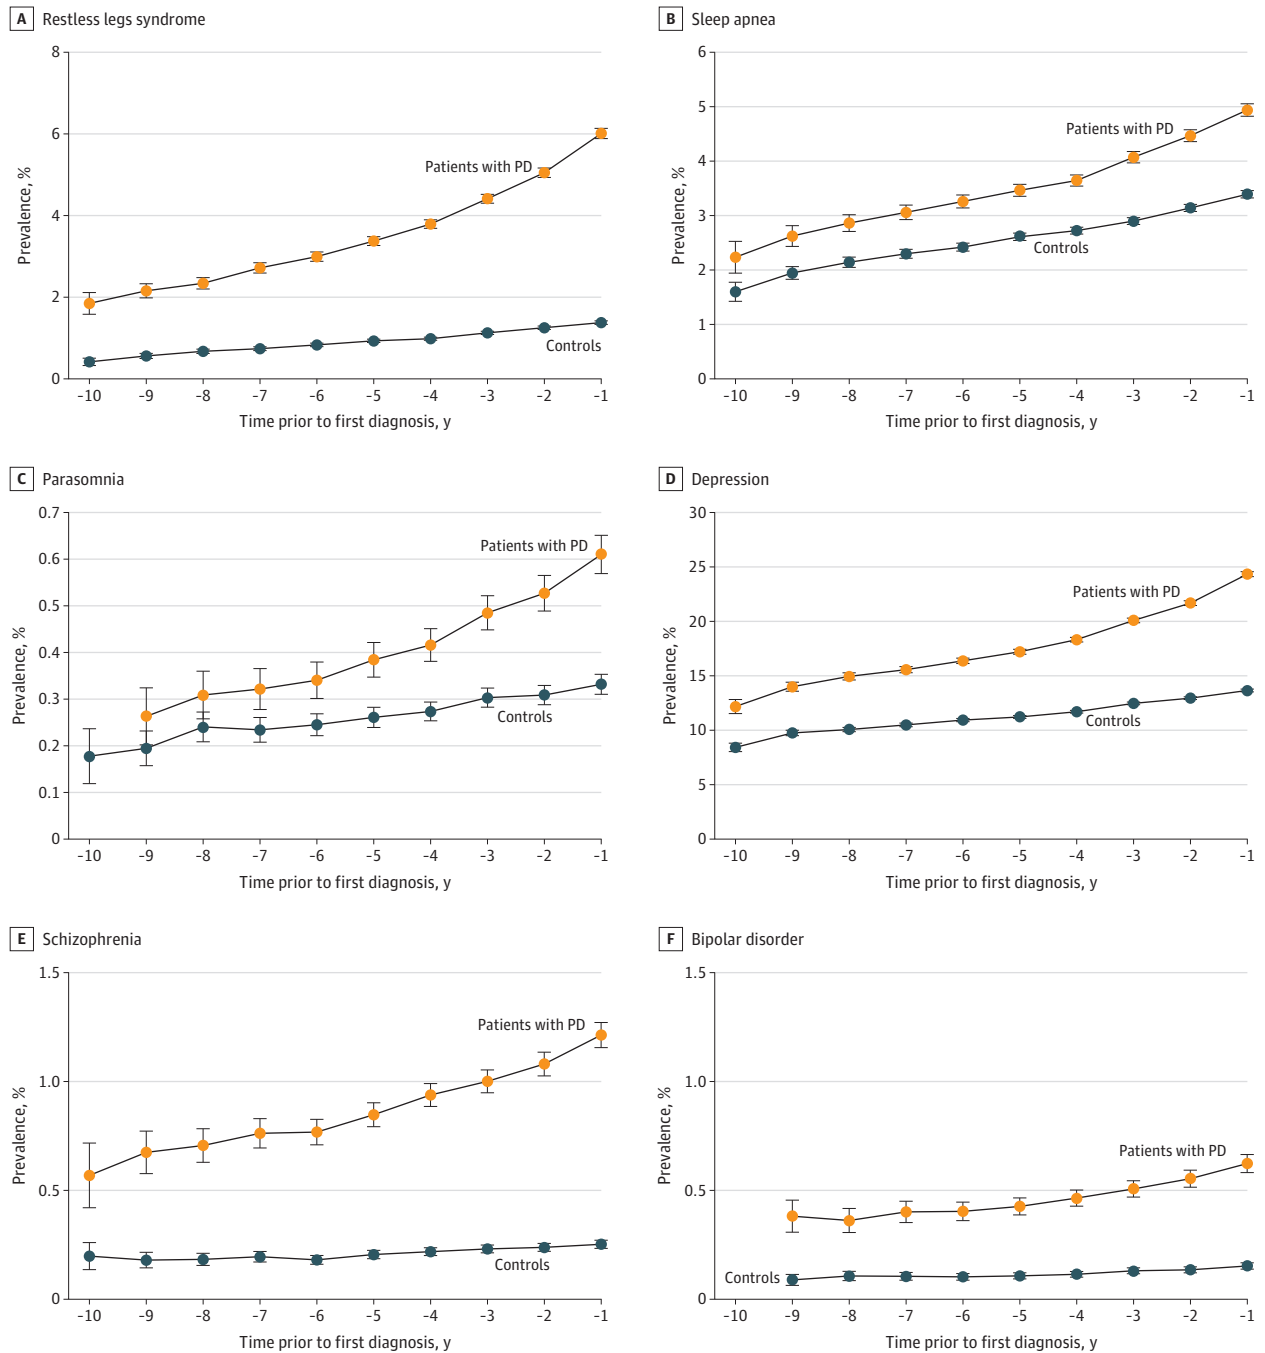 A Restless legs syndrome
8
6
4
2
0
Prevalence, %
Patients with PD
Controls
-10 -9 -8 -7 -6 -5 -4 -3 -2 -1
Time prior to first diagnosis, y
B Sleep apnea
6
5
4
3
2
1
0
Prevalence, %
Patients with PD
Controls
-10 -9 -8 -7 -6 -5 -4 -3 -2 -1
Time prior to first diagnosis, y
C Parasomnia
0.7
0.6
0.5
0.4
0.3
0.2
0.1
0
Prevalence, %
Patients with PD
Controls
-10 -9 -8 -7 -6 -5 -4 -3 -2 -1
Time prior to first diagnosis, y
D Depression
30
25
20
15
10
5
0
Prevalence, %
Patients with PD
Controls
-10 -9 -8 -7 -6 -5 -4 -3 -2 -1
Time prior to first diagnosis, y
E Schizophrenia
1.5
1.0
0.5
0
Prevalence, %
Patients with PD
Controls
-10 -9 -8 -7 -6 -5 -4 -3 -2 -1
Time prior to first diagnosis, y
F Bipolar disorder
1.5
1.0
0.5
0
Prevalence, %
Patients with PD
Controls
-10 -9 -8 -7 -6 -5 -4 -3 -2 -1
Time prior to first diagnosis, y